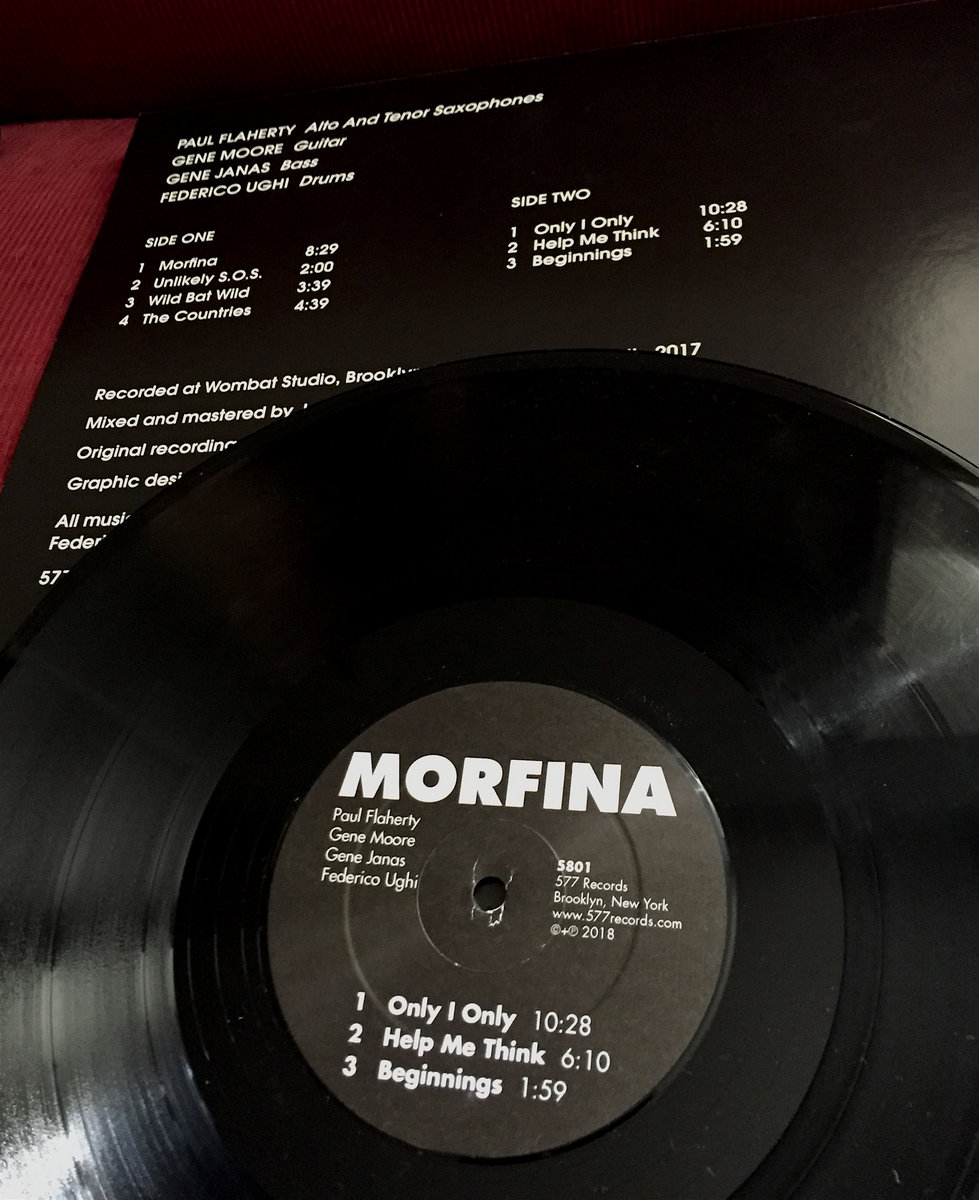 PAUL FLAHERTY Alto And Tenor Saxophones
GENE MOORE Guitar
GENE JANAS Bass
FEDERICO UGHI Drums
SIDE ONE
1 Morfina 8:29
2 Unlikely S.O.S. 2:00
3 Wild Bat Wild 3:39
4 The Countries 4:39
SIDE TWO
1 Only I Only 10:28
2 Help Me Think 6:10
3 Beginnings 1:59
Recorded at Wombat Studio, 2017
Mixed and mastered by
Original
Graphic
All
577
MORFINA
Paul Flaherty
Gene Moore
Gene Janas
Federico Ughi
5801
577 Records
Brooklyn, New York
www.577records.com
©+℗ 2018
1 Only I Only 10:28
2 Help Me Think 6:10
3 Beginnings 1:59